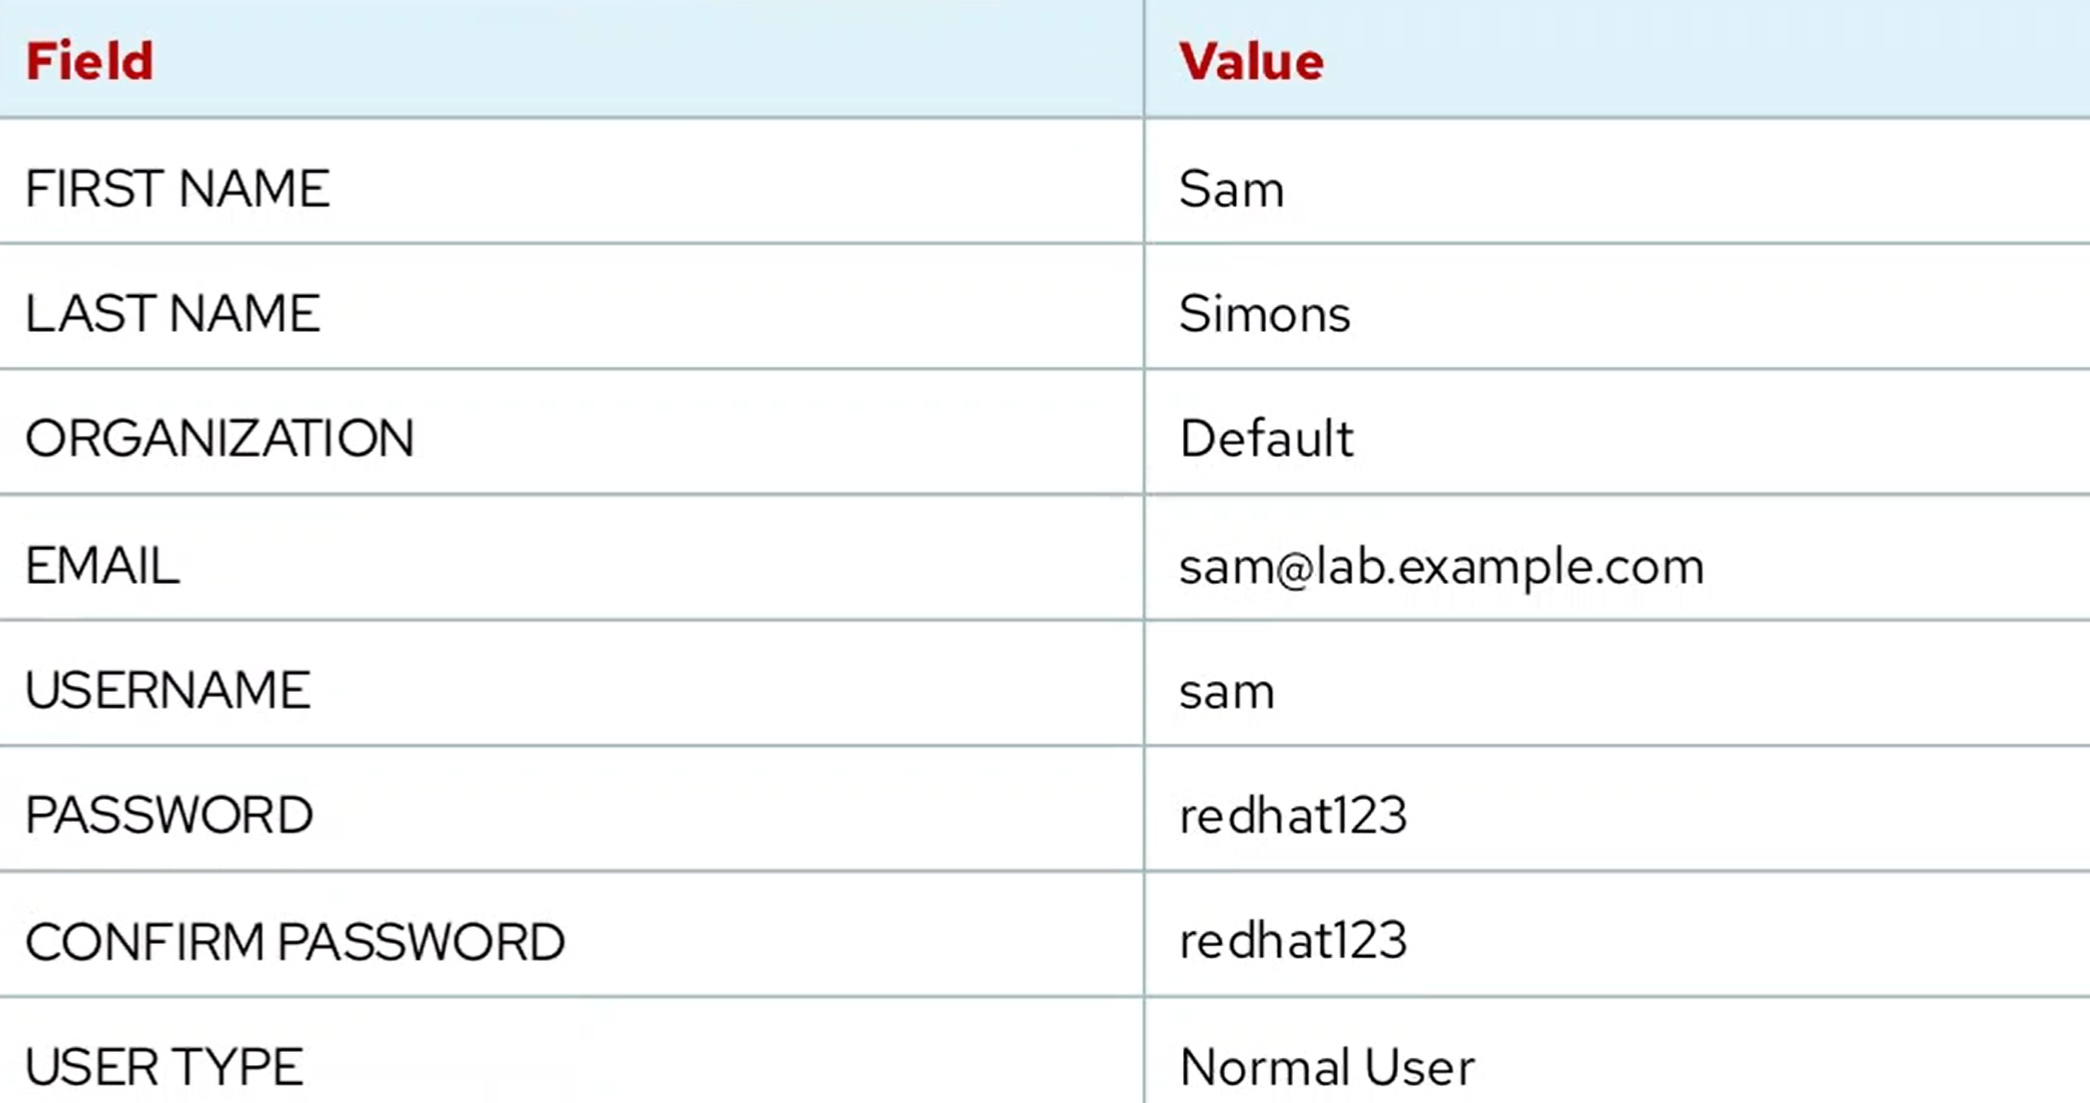 Field Value
FIRST NAME Sam
LAST NAME Simons
ORGANIZATION Default
EMAIL sam@lab.example.com
USERNAME sam
PASSWORD redhat123
CONFIRM PASSWORD redhat123
USER TYPE Normal User